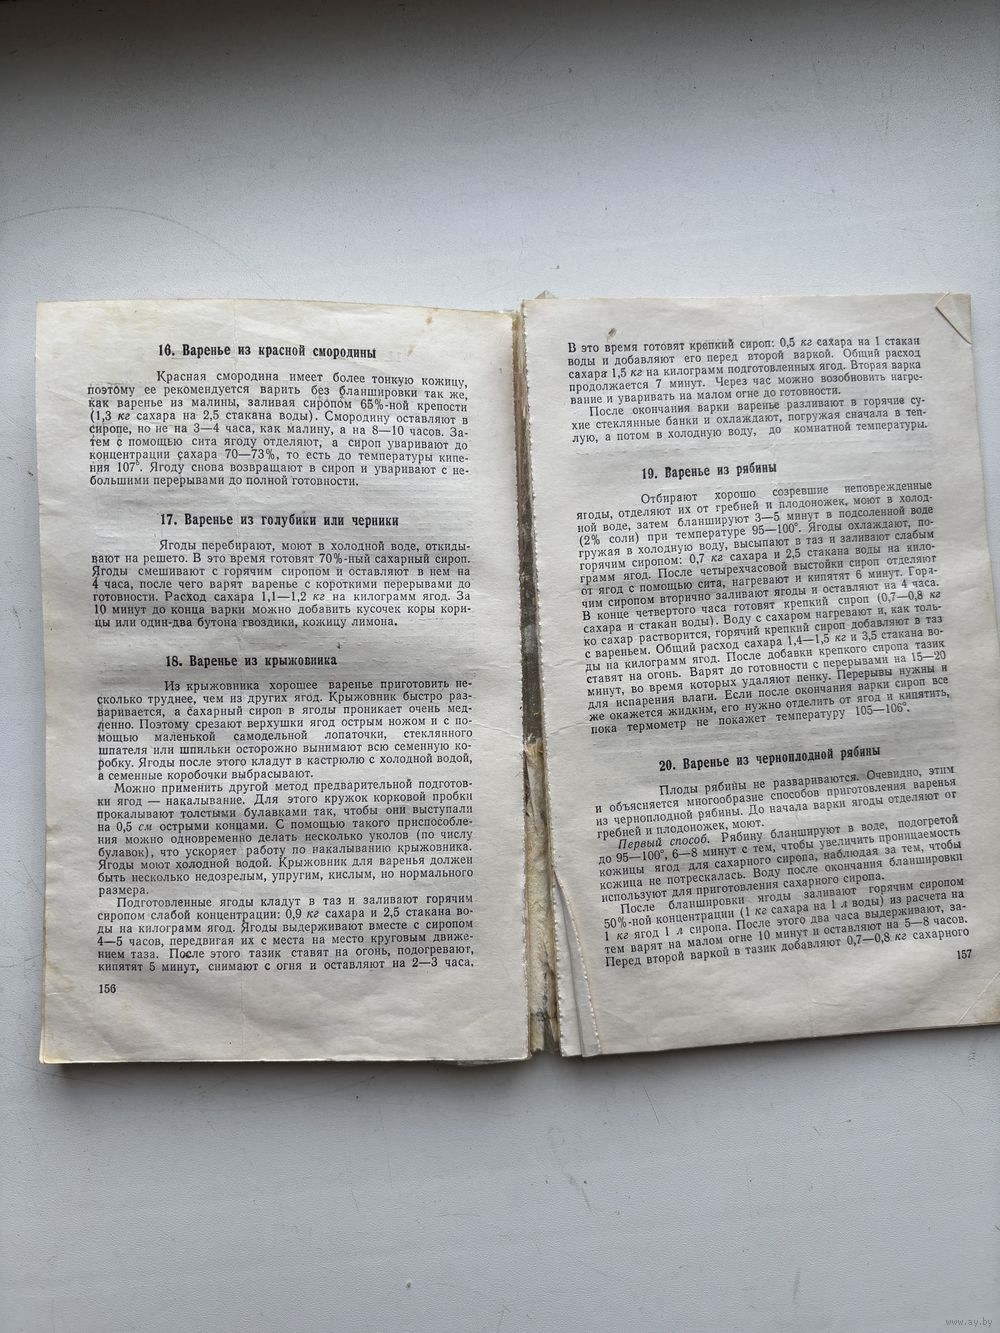 16. Варенье из красной смородины
Красная смородина имеет более тонкую кожицу,
поэтому ее рекомендуется варить без бланшировки так же,
как варенье из малины, заливая сиропом 65%-ной крепости
(1,3 кг сахара на 2,5 стакана воды). Смородину оставляют в
сиропе, но не на 3—4 часа, как малину, а на 8—10 часов. За-
тем с помощью сита ягоду отделяют, а сироп уваривают до
концентрации сахара 70—73%, то есть до температуры кипе-
ния 107°. Ягоду снова возвращают в сироп и уваривают с не-
большими перерывами до полной готовности.
17. Варенье из голубики или черники
Ягоды перебирают, моют в холодной воде, откиды-
вают на решето. В это время готовят 70%-ный сахарный сироп.
Ягоды смешивают с горячим сиропом и оставляют в нем на
4 часа, после чего варят варенье с короткими перерывами до
готовности. Расход сахара 1,1—1,2 кг на килограмм ягод. За
10 минут до конца варки можно добавить кусочек коры кори-
цы или один-два бутона гвоздики, кожицу лимона.
18. Варенье из крыжовника
Из крыжовника хорошее варенье приготовить не-
сколько труднее, чем из других ягод. Крыжовник быстро раз-
варивается, а сахарный сироп в ягоды проникает очень мед-
ленно. Поэтому срезают верхушки ягод острым ножом и с по-
мощью маленькой самодельной лопаточки, стеклянного
шпателя или шпильки осторожно вынимают всю семенную ко-
робку. Ягоды после этого кладут в кастрюлю с холодной водой,
а семенные коробочки выбрасывают.
Можно применить другой метод предварительной подготов-
ки ягод — накалывание. Для этого кружок корковой пробки
прокалывают толстыми булавками так, чтобы они выступали
на 0,5 см острыми концами. С помощью такого приспособле-
ния можно одновременно делать несколько уколов (по числу
булавок), что ускоряет работу по накалыванию крыжовника.
Ягоды моют холодной водой. Крыжовник для варенья должен
быть несколько недозрелым, упругим, кислым, но нормального
размера.
Подготовленные ягоды кладут в таз и заливают горячим
сиропом слабой концентрации: 0,9 кг сахара и 2,5 стакана во-
ды на килограмм ягод. Ягоды выдерживают вместе с сиропом
4—5 часов, передвигая их с места на место круговым движе-
нием таза. После этого тазик ставят на огонь, подогревают,
кипятят 5 минут, снимают с огня и оставляют на 2—3 часа.
156
В это время готовят крепкий сироп: 0,5 кг сахара на 1 стакан
воды и добавляют его перед второй варкой. Общий расход
сахара 1,5 кг на килограмм подготовленных ягод. Вторая варка
продолжается 7 минут. Через час можно возобновить нагре-
вание и уваривать на малом огне до готовности.
После окончания варки варенье разливают в горячие су-
хие стеклянные банки и охлаждают, погружая сначала в теп-
лую, а потом в холодную воду, до комнатной температуры.
19. Варенье из рябины
Отбирают хорошо созревшие неповрежденные
ягоды, отделяют их от гребней и плодоножек, моют в холод-
ной воде, затем бланшируют 3—5 минут в подсоленной воде
(2% соли) при температуре 95—100°. Ягоды охлаждают, по-
гружая в холодную воду, высыпают в таз и заливают слабым
горячим сиропом: 0,7 кг сахара и 2,5 стакана воды на кило-
грамм ягод. После четырехчасовой выстойки сироп отделяют
от ягод с помощью сита, нагревают и кипятят 6 минут. Горя-
чим сиропом вторично заливают ягоды и оставляют на 4 часа.
В конце четвертого часа готовят крепкий сироп (0,7—0,8 кг
сахара и стакан воды). Воду с сахаром нагревают и, как толь-
ко сахар растворится, горячий крепкий сироп добавляют в таз
с вареньем. Общий расход сахара 1,4—1,5 кг и 3,5 стакана во-
ды на килограмм ягод. После добавки крепкого сиропа тазик
ставят на огонь. Варят до готовности с перерывами на 15—20
минут, во время которых удаляют пенку. Перерывы нужны и
для испарения влаги. Если после окончания варки сироп все
же окажется жидким, его нужно отделить от ягод и кипятить,
пока термометр не покажет температуру 105—106°.
20. Варенье из черноплодной рябины
Плоды рябины не развариваются. Очевидно, этим
и объясняется многообразие способов приготовления варенья
из черноплодной рябины. До начала варки ягоды отделяют от
гребней и плодоножек, моют.
Первый способ. Рябину бланшируют в воде, подогретой
до 95—100°, 6—8 минут с тем, чтобы увеличить проницаемость
кожицы ягод для сахарного сиропа, наблюдая за тем, чтобы
кожица не потрескалась. Воду после окончания бланшировки
используют для приготовления сахарного сиропа.
После бланшировки ягоды заливают горячим сиропом
50%-ной концентрации (1 кг сахара на 1 л воды) из расчета на
1 кг ягод 1 л сиропа. После этого два часа выдерживают, за-
тем варят на малом огне 10 минут и оставляют на 5—8 часов.
Перед второй варкой в тазик добавляют 0,7—0,8 кг сахарного
157
www.ay.by